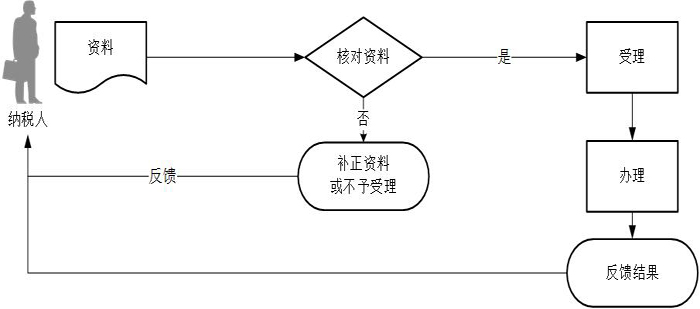 资料
核对资料
是
受理
纳税人
否
补正资料
或不予受理
反馈
办理
反馈结果